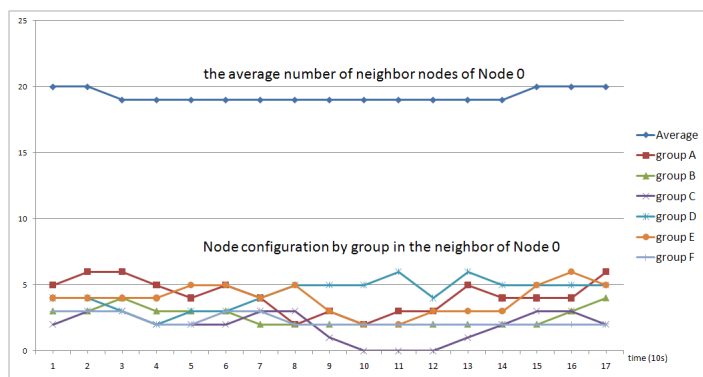 25
the average number of neighbor nodes of Node 0
20
15
10
Node configuration by group in the neighbor of Node 0
5
0
1 2 3 4 5 6 7 8 9 10 11 12 13 14 15 16 17
time (10s)
Average
group A
group B
group C
group D
group E
group F